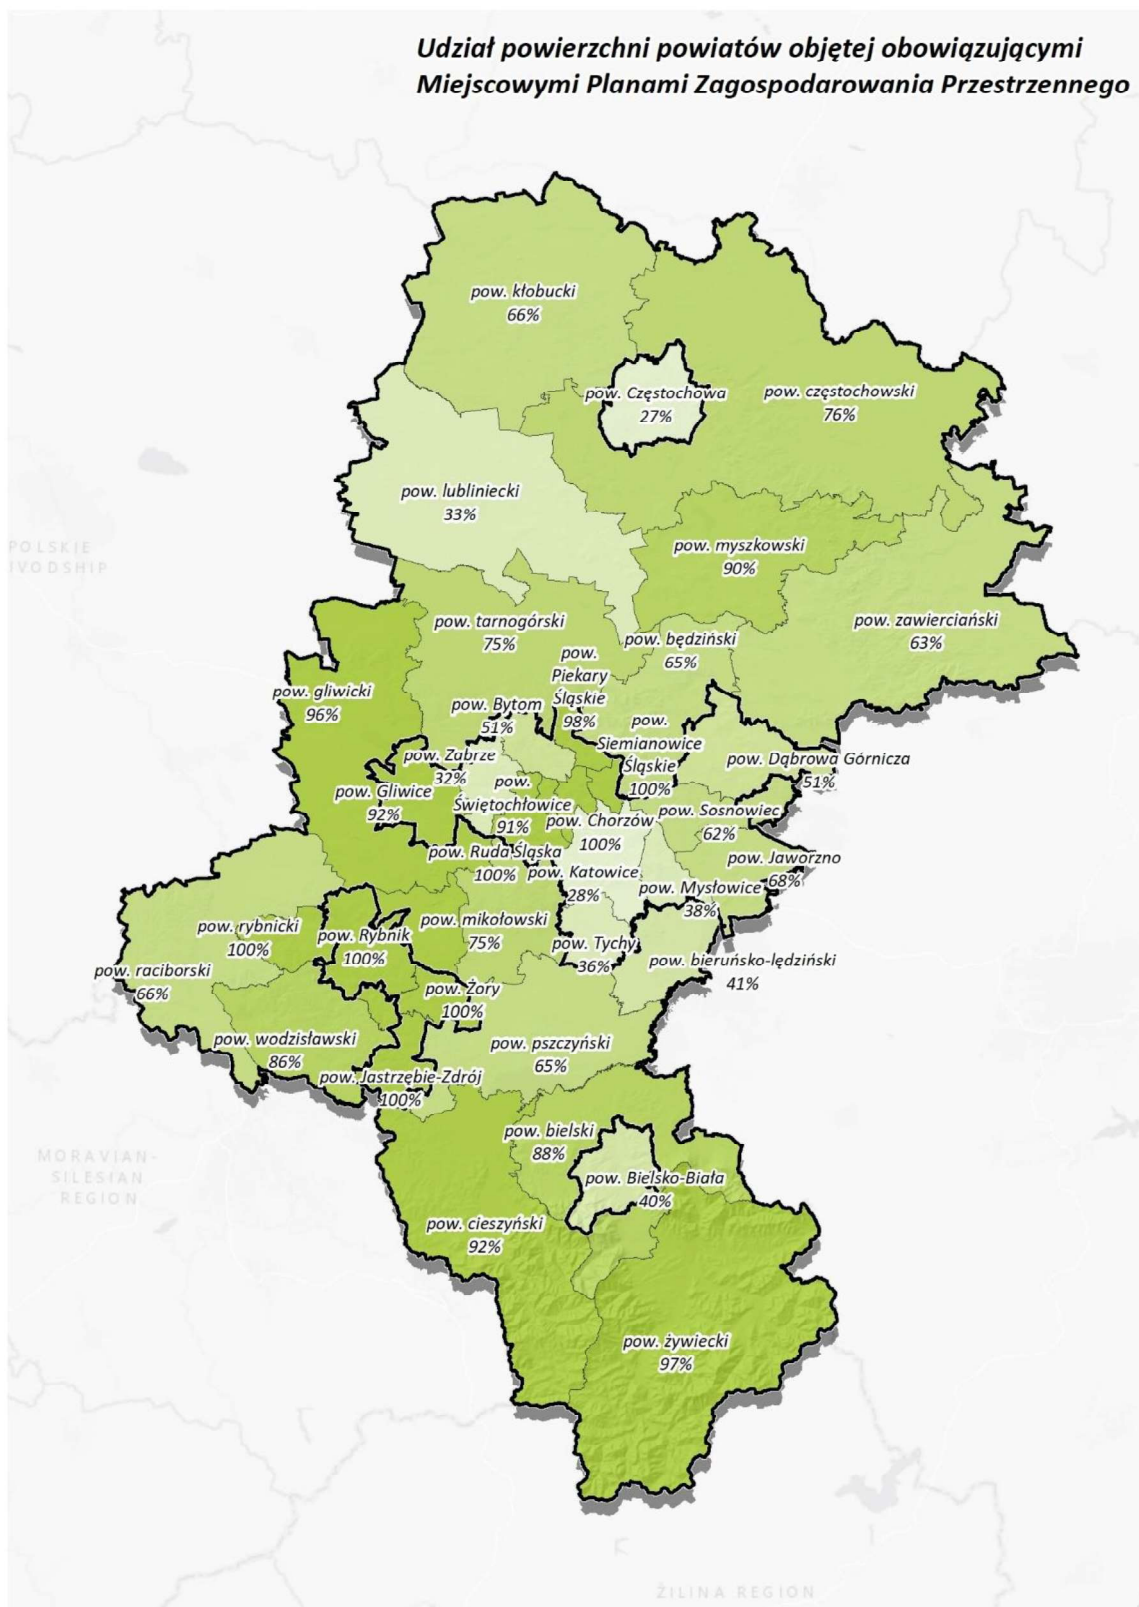 Udział powierzchni powiatów objętej obowiązującymi
Miejscowymi Planami Zagospodarowania Przestrzennego
pow. kłobucki
66%
pow. Częstochowa
27%
pow. częstochowski
76%
pow. lubliniecki
33%
POLSKIE
IVODSHIP
pow. myszkowski
90%
pow. tarnogórski
75%
pow. będziński
65%
pow. zawierciański
63%
pow.
Piekary
Śląskie
98%
pow. gliwicki
96%
pow. Bytom
51%
pow.
Siemianowice
Śląskie
100%
pow. Zabrze
32%
pow. Dąbrowa Górnicza
51%
pow. Gliwice
92%
pow.
Świętochłowice
91%
pow. Sosnowiec
62%
pow. Chorzów
100%
pow. Ruda Śląska
100%
pow. Jaworzno
68%
pow. Katowice
28%
pow. Mysłowice
38%
pow. rybnicki
100%
pow. Rybnik
100%
pow. mikołowski
75%
pow. Tychy
36%
pow. bieruńsko-lędziński
41%
pow. raciborski
66%
pow. Żory
100%
pow. wodzisławski
86%
pow. pszczyński
65%
pow. Jastrzębie-Zdrój
100%
pow. bielski
88%
MORAVIAN-
SILESIAN
REGION
pow. Bielsko-Biała
40%
pow. cieszyński
92%
pow. żywiecki
97%
ŽILINA REGION